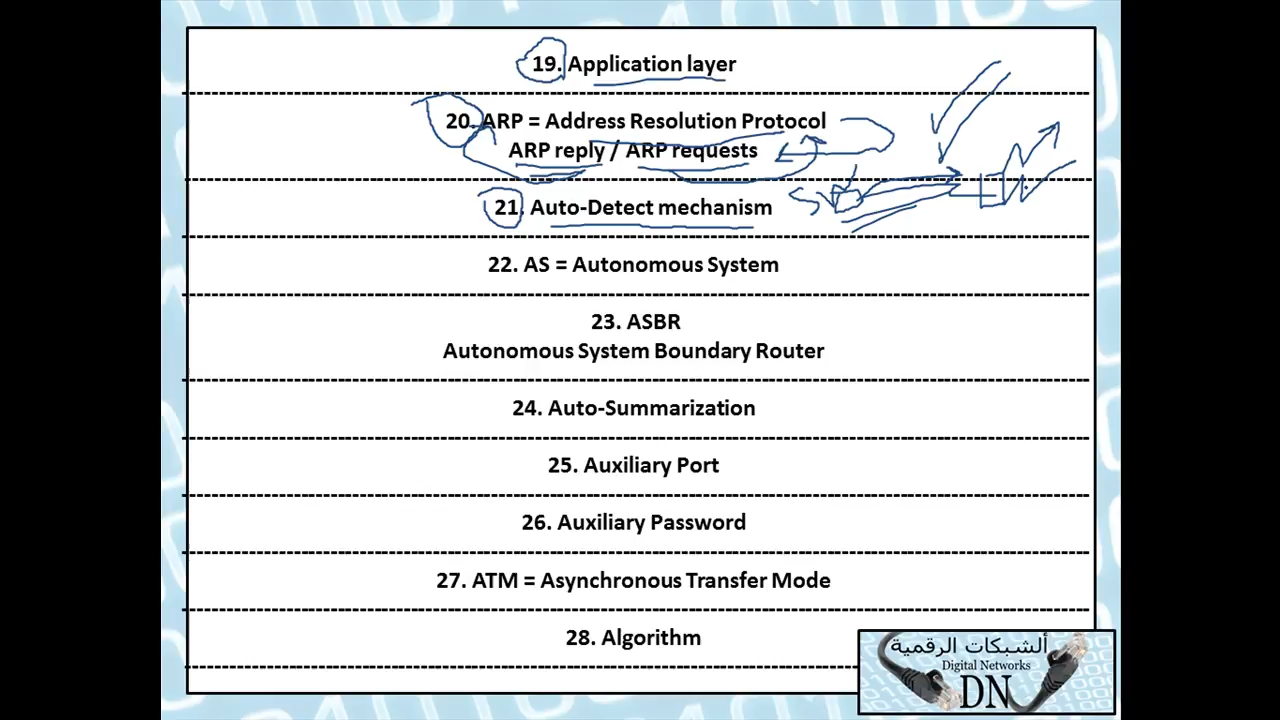 19. Application layer
20. ARP = Address Resolution Protocol
ARP reply / ARP requests
21. Auto-Detect mechanism
22. AS = Autonomous System
23. ASBR
Autonomous System Boundary Router
24. Auto-Summarization
25. Auxiliary Port
26. Auxiliary Password
27. ATM = Asynchronous Transfer Mode
28. Algorithm
ألشبكات الرقمية
Digital Networks
DN